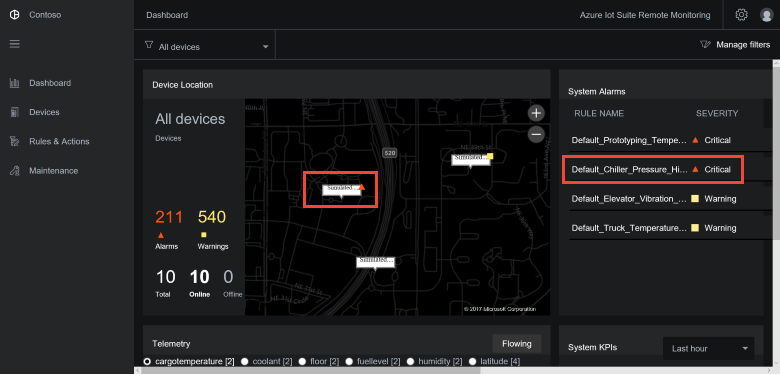 Contoso
Dashboard
Azure Iot Suite Remote Monitoring
All devices
Manage filters
Dashboard
Devices
Rules & Actions
Maintenance
Device Location
All devices
Devices
211 540
Alarms Warnings
10 10 0
Total Online Offline
520
Simulated...
Simulated...
Simulated...
© 2017 Microsoft Corporation
System Alarms
RULE NAME SEVERITY
Default_Prototyping_Tempe... Critical
Default_Chiller_Pressure_Hi... Critical
Default_Elevator_Vibration_... Warning
Default_Truck_Temperature... Warning
Telemetry
Flowing
cargotemperature [2] coolant [2] floor [2] fuellevel [2] humidity [2] latitude [4]
System KPIs
Last hour